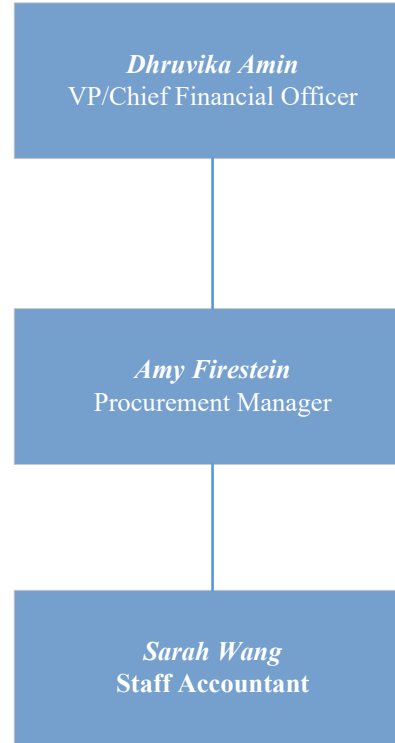 Dhruvika Amin
VP/Chief Financial Officer
Amy Firestein
Procurement Manager
Sarah Wang
Staff Accountant